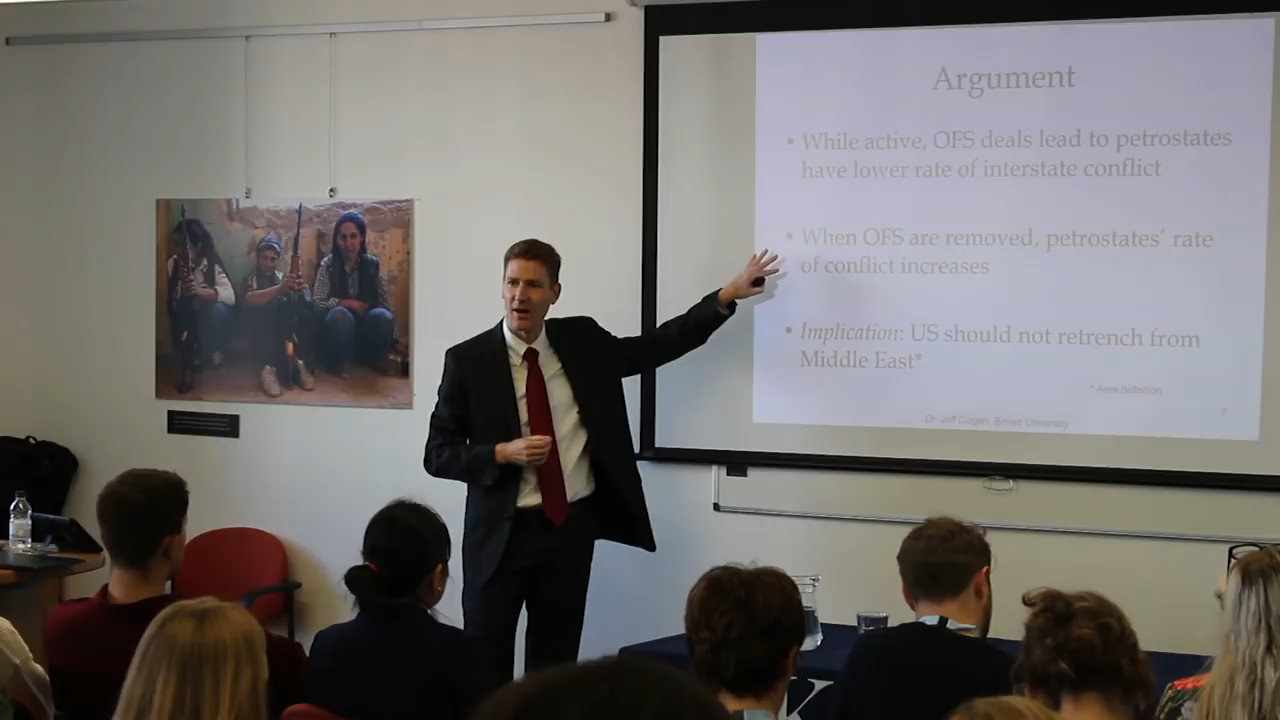 Argument
• While active, OFS deals lead to petrostates
have lower rate of interstate conflict
• When OFS are removed, petrostates' rate
of conflict increases
• Implication: US should not retrench from
Middle East*
* Area definition
Dr. Jeff Colgan, Brown University